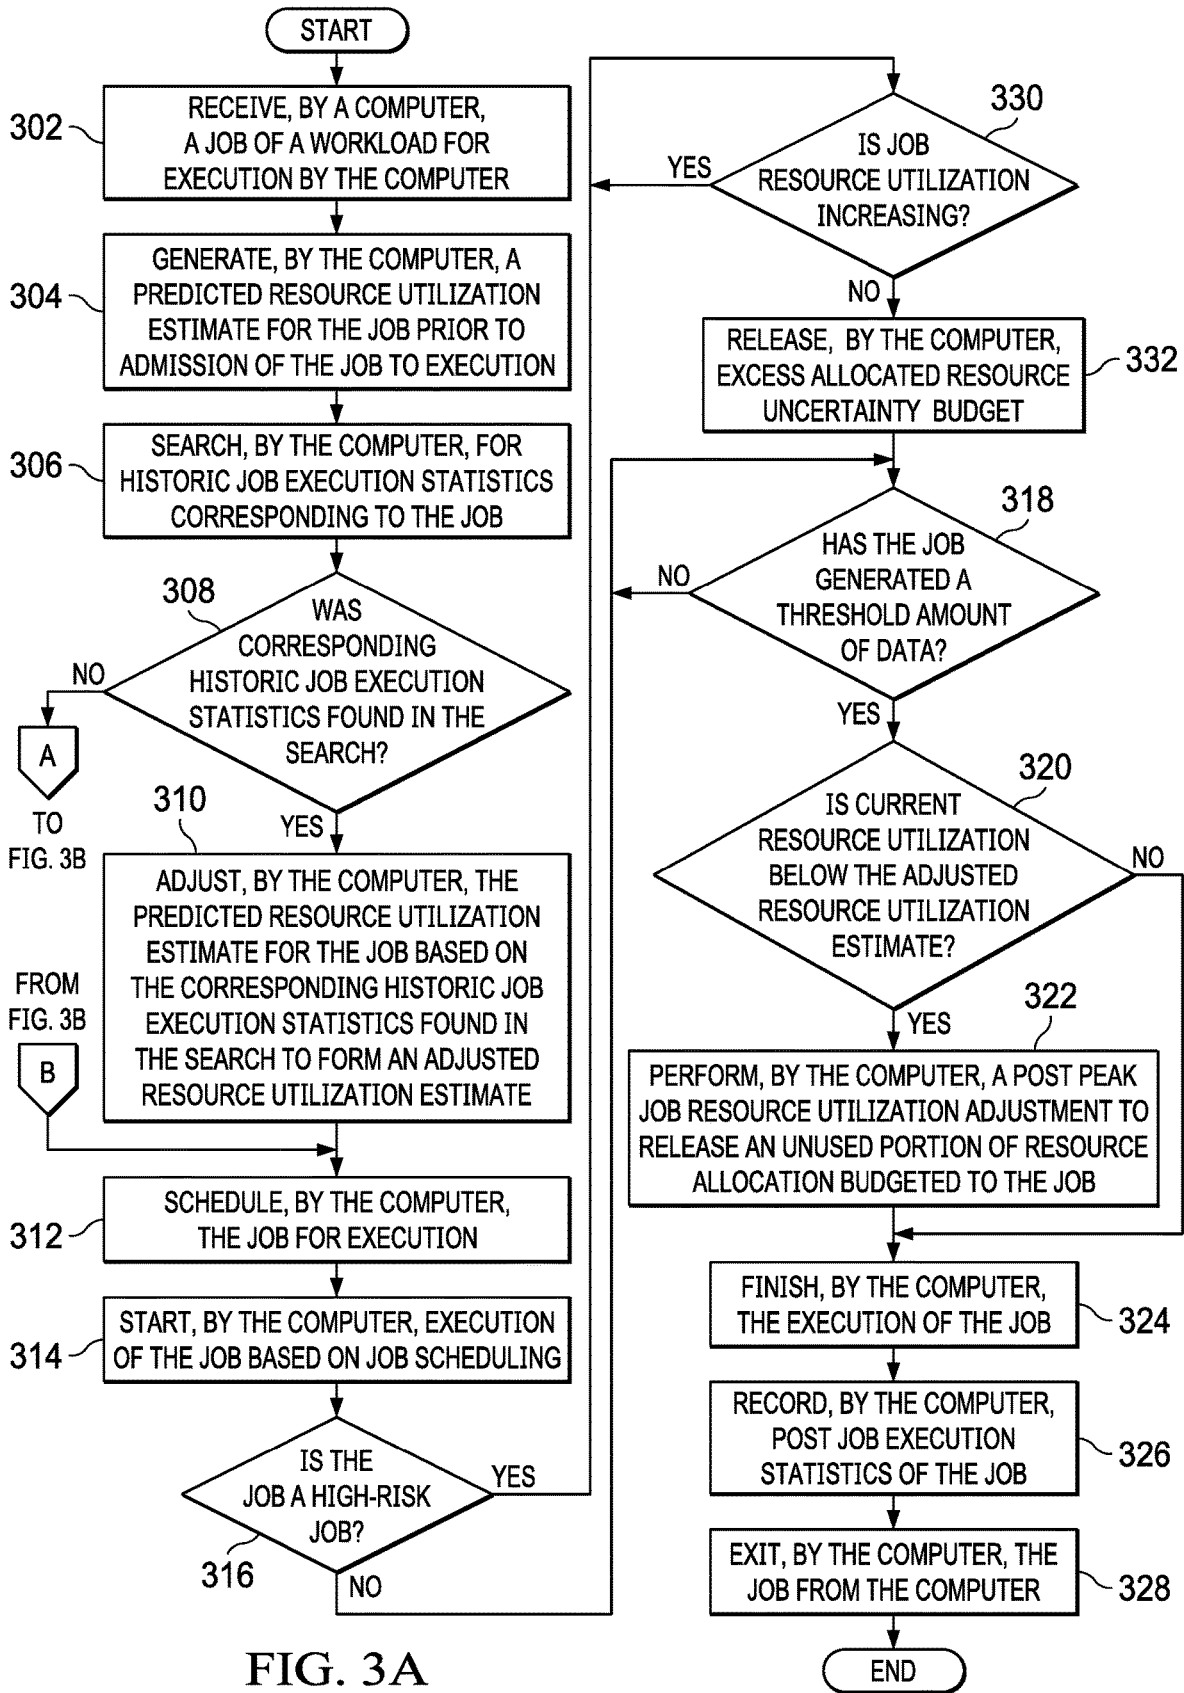 START
302
RECEIVE, BY A COMPUTER,
A JOB OF A WORKLOAD FOR
EXECUTION BY THE COMPUTER
304
GENERATE, BY THE COMPUTER, A
PREDICTED RESOURCE UTILIZATION
ESTIMATE FOR THE JOB PRIOR TO
ADMISSION OF THE JOB TO EXECUTION
306
SEARCH, BY THE COMPUTER, FOR
HISTORIC JOB EXECUTION STATISTICS
CORRESPONDING TO THE JOB
308
WAS
CORRESPONDING
HISTORIC JOB EXECUTION
STATISTICS FOUND IN THE
SEARCH?
NO
A
TO
FIG. 3B
YES
310
ADJUST, BY THE COMPUTER, THE
PREDICTED RESOURCE UTILIZATION
ESTIMATE FOR THE JOB BASED ON
THE CORRESPONDING HISTORIC JOB
EXECUTION STATISTICS FOUND IN
THE SEARCH TO FORM AN ADJUSTED
RESOURCE UTILIZATION ESTIMATE
FROM
FIG. 3B
B
312
SCHEDULE, BY THE COMPUTER,
THE JOB FOR EXECUTION
314
START, BY THE COMPUTER, EXECUTION
OF THE JOB BASED ON JOB SCHEDULING
IS THE
JOB A HIGH-RISK
JOB?
316
YES
NO
330
IS JOB
RESOURCE UTILIZATION
INCREASING?
YES
NO
RELEASE, BY THE COMPUTER,
EXCESS ALLOCATED RESOURCE
UNCERTAINTY BUDGET
332
318
HAS THE JOB
GENERATED A
THRESHOLD AMOUNT
OF DATA?
NO
YES
320
IS CURRENT
RESOURCE UTILIZATION
BELOW THE ADJUSTED
RESOURCE UTILIZATION
ESTIMATE?
NO
YES
322
PERFORM, BY THE COMPUTER, A POST PEAK
JOB RESOURCE UTILIZATION ADJUSTMENT TO
RELEASE AN UNUSED PORTION OF RESOURCE
ALLOCATION BUDGETED TO THE JOB
FINISH, BY THE COMPUTER,
THE EXECUTION OF THE JOB
324
RECORD, BY THE COMPUTER,
POST JOB EXECUTION
STATISTICS OF THE JOB
326
EXIT, BY THE COMPUTER, THE
JOB FROM THE COMPUTER
328
END
FIG. 3A